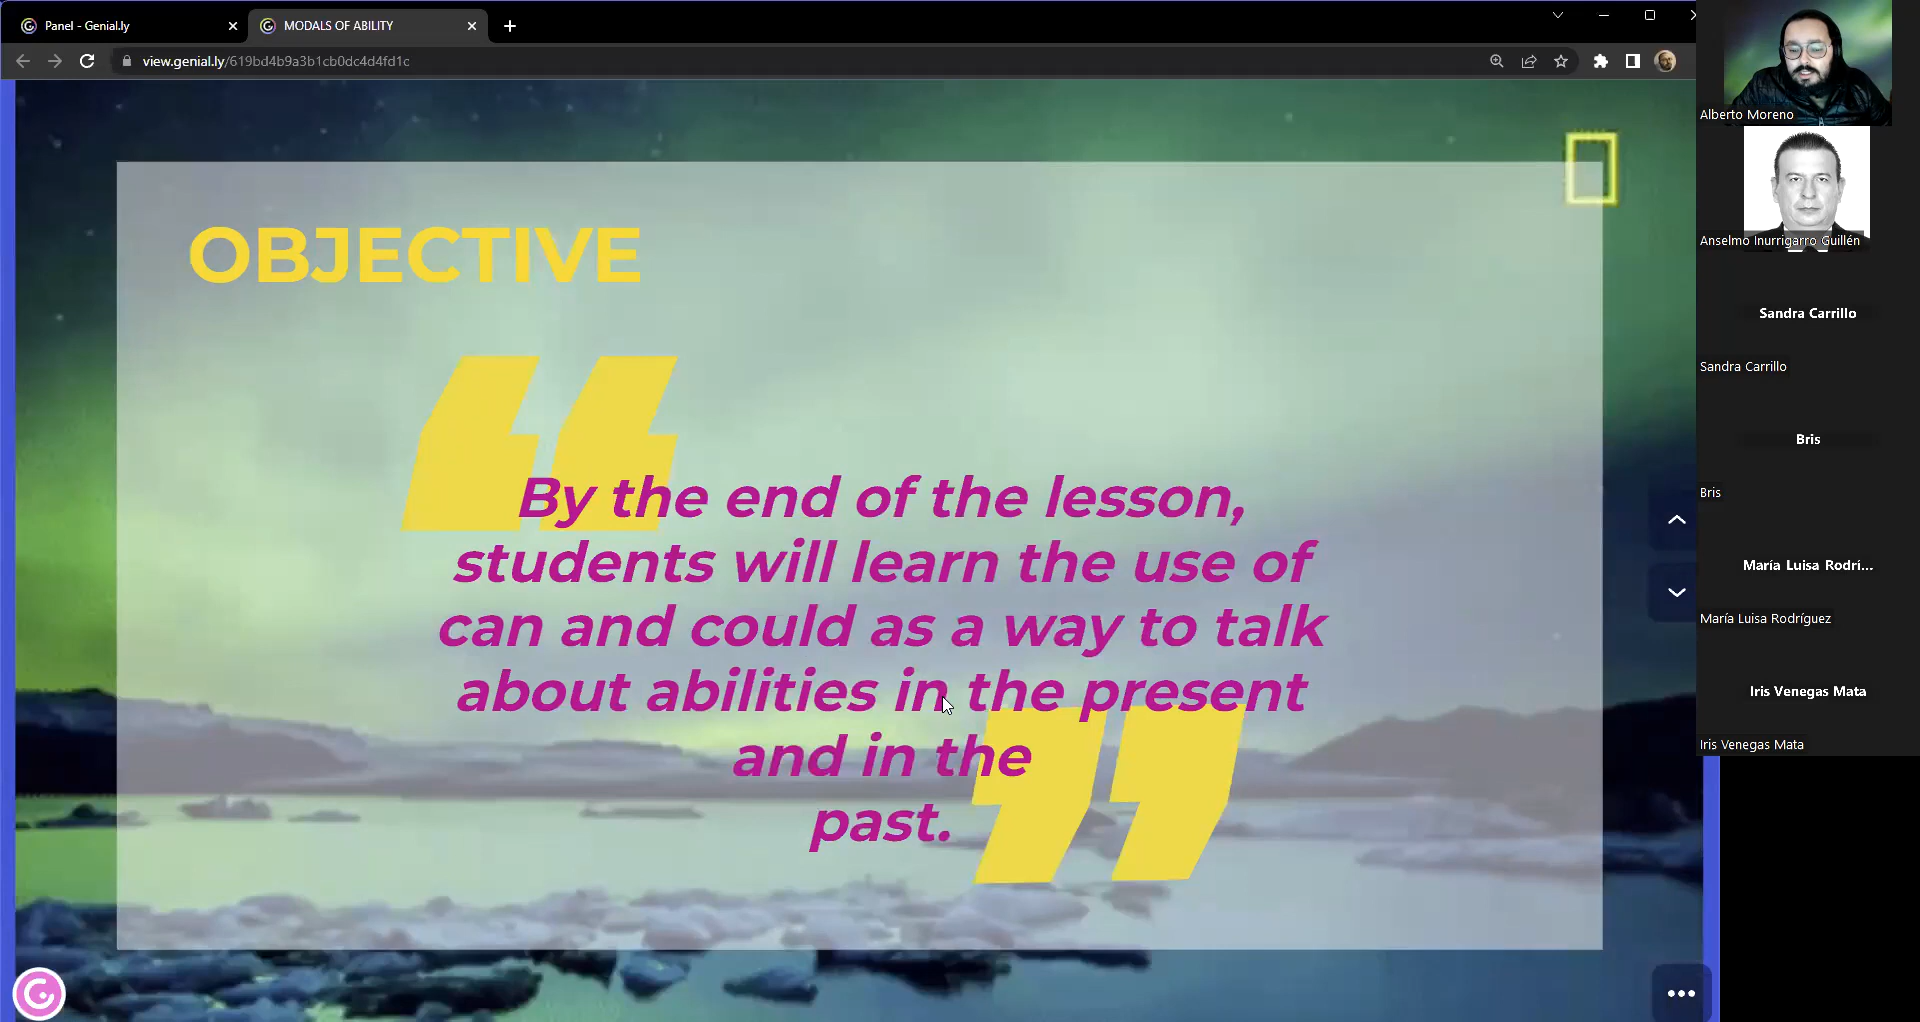 Panel - Genial.ly
MODALS OF ABILITY
view.genial.ly/619bd4b9a3b1cb0dc4d4fd1c
OBJECTIVE
By the end of the lesson,
students will learn the use of
can and could as a way to talk
about abilities in the present
and in the
past.
Alberto Moreno
Anselmo Inurrigarro Guillén
Sandra Carrillo
Sandra Carrillo
Bris
Bris
María Luisa Rodrí...
María Luisa Rodríguez
Iris Venegas Mata
Iris Venegas Mata